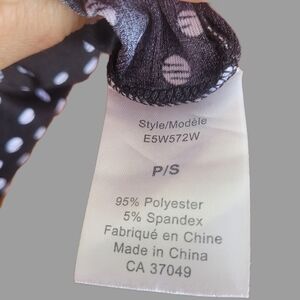 Style/Modèle
E5W572W
P/S
95% Polyester
5% Spandex
Fabriqué en Chine
Made in China
CA 37049